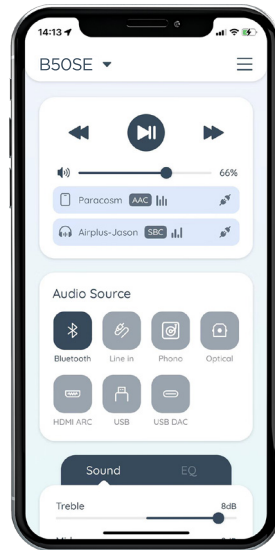 14:13
B50SE
66%
Paracosm AAC
Airplus-Jason SBC
Audio Source
Bluetooth Line in Phono Optical
HDMI ARC USB USB DAC
Sound EQ
Treble 8dB